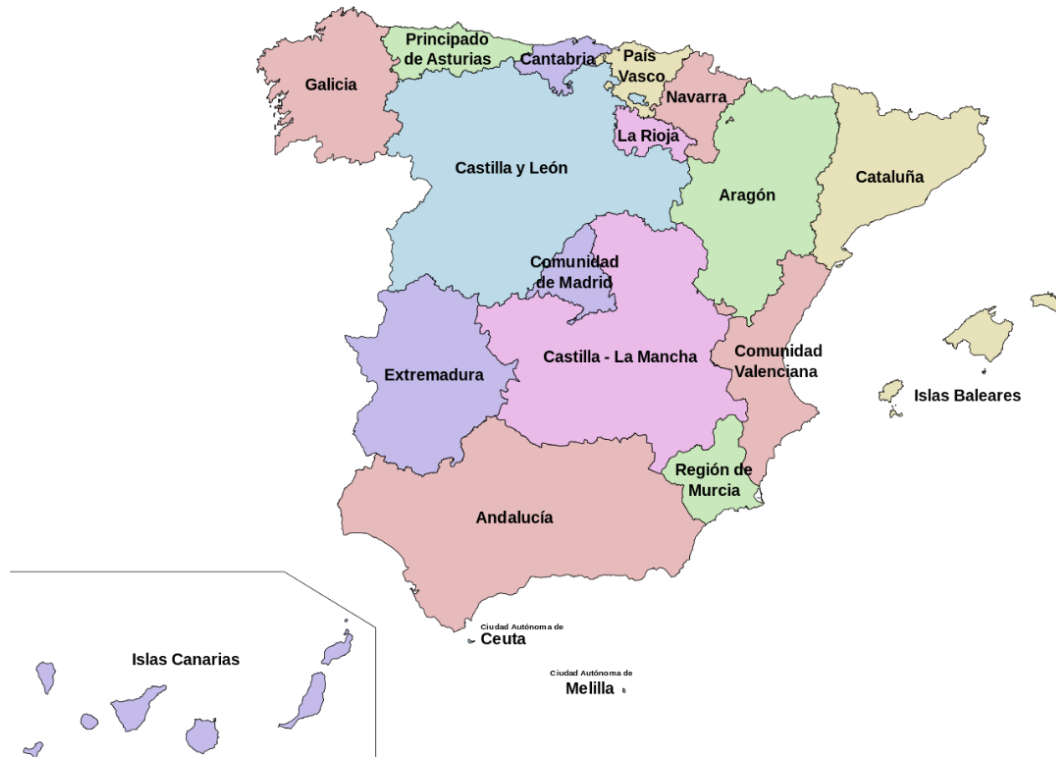 Principado
de Asturias
Cantabria
País
Vasco
Galicia
Navarra
La Rioja
Castilla y León
Cataluña
Aragón
Comunidad
de Madrid
Castilla - La Mancha
Comunidad
Valenciana
Extremadura
Islas Baleares
Región de
Murcia
Andalucía
Ciudad Autónoma de
Ceuta
Islas Canarias
Ciudad Autónoma de
Melilla